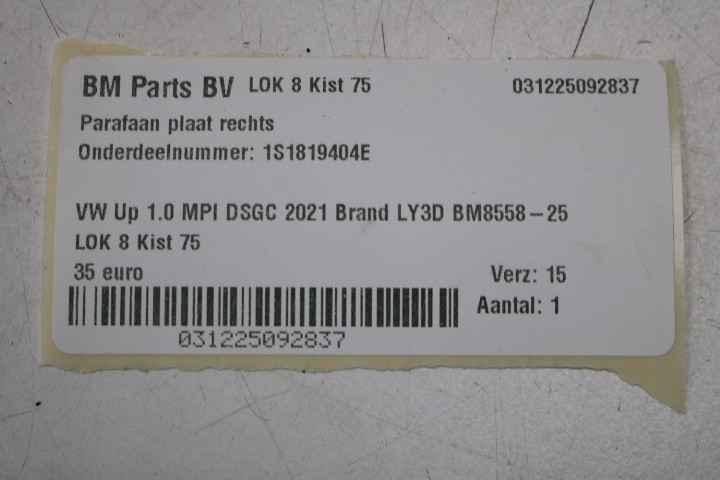 BM Parts BV LOK 8 Kist 75 031225092837
Parafaan plaat rechts
Onderdeelnummer: 1S1819404E
VW Up 1.0 MPI DSGC 2021 Brand LY3D BM8558-25
LOK 8 Kist 75
35 euro Verz: 15
Aantal: 1
031225092837